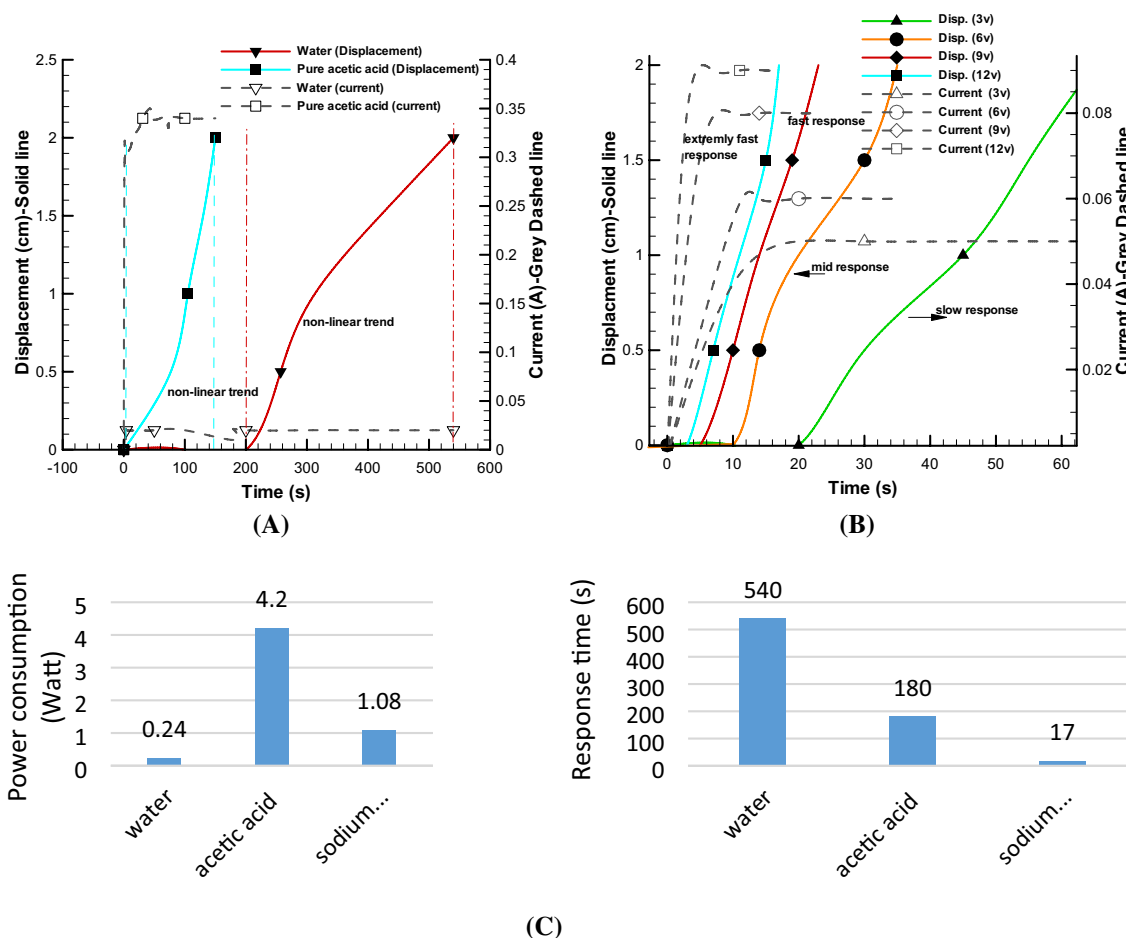 Water (Displacement)
Pure acetic acid (Displacement)
Water (current)
Pure acetic acid (current)
2.5
2
1.5
1
0.5
0
Displacement (cm)-Solid line
0.4
0.35
0.3
0.25
0.2
0.15
0.1
0.05
0
Current (A)-Grey Dashed line
non-linear trend
non-linear trend
-100
0
100
200
300
400
500
600
Time (s)
(A)
Disp. (3v)
Disp. (6v)
Disp. (9v)
Disp. (12v)
Current (3v)
Current (6v)
Current (9v)
Current (12v)
2
1.5
1
0.5
0
Displacment (cm)-Solid line
0.08
0.06
0.04
0.02
Current (A)-Grey Dashed line
fast response
extremely fast
response
mid response
slow response
0
10
20
30
40
50
60
Time (s)
(B)
Power consumption
(Watt)
5
4
3
2
1
0
0.24
4.2
1.08
water
acetic acid
sodium...
Response time (s)
600
500
400
300
200
100
0
540
180
17
water
acetic acid
sodium...
(C)